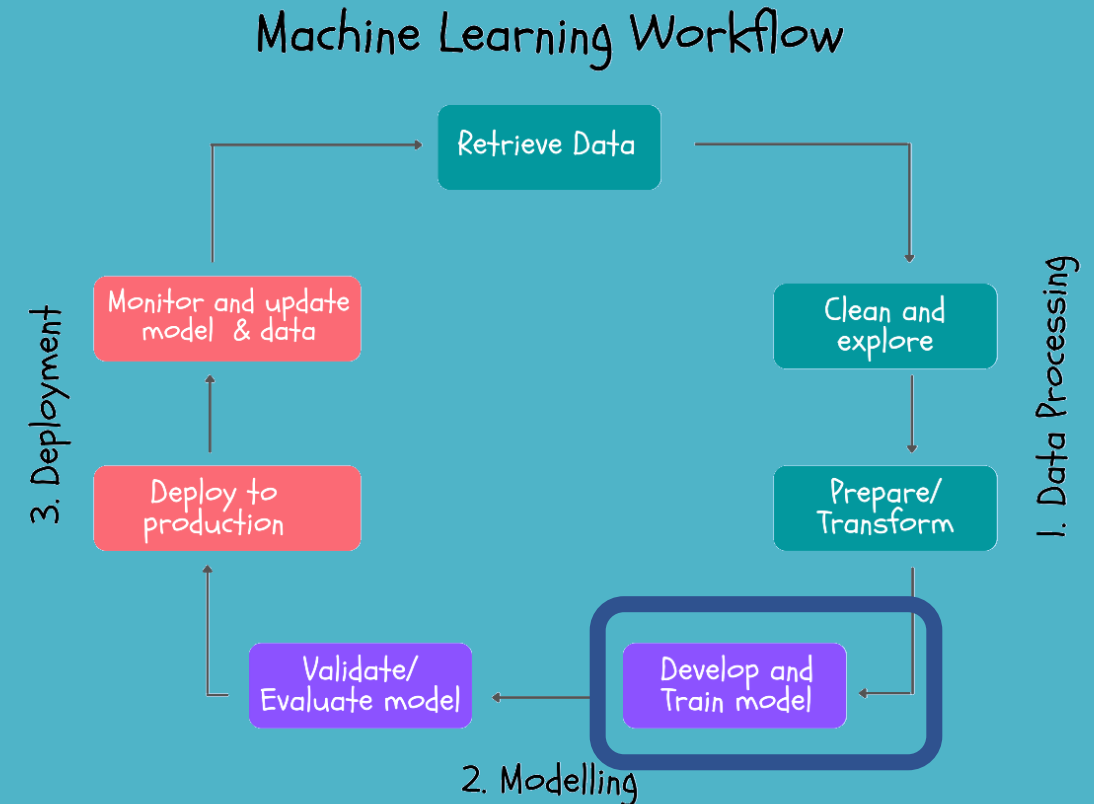 Machine Learning Workflow
Retrieve Data
Clean and
explore
Prepare/
Transform
1. Data Processing
Develop and
Train model
Validate/
Evaluate model
2. Modelling
Deploy to
production
Monitor and update
model & data
3. Deployment